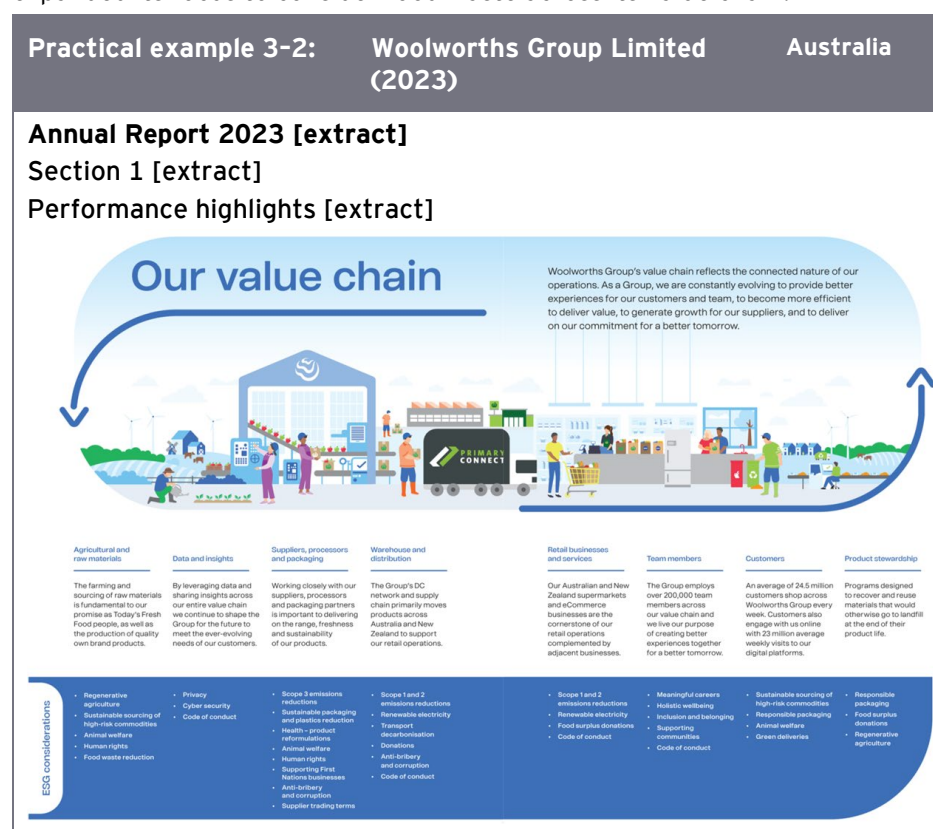 Practical example 3-2:
Woolworths Group Limited
(2023)
Australia
Annual Report 2023 [extract]
Section 1 [extract]
Performance highlights [extract]
Our value chain
Woolworths Group's value chain reflects the connected nature of our
operations. As a Group, we are constantly evolving to provide better
experiences for our customers and team, to become more efficient
to deliver value, to generate growth for our suppliers, and to deliver
on our commitment for a better tomorrow.
PRIMARY
CONNECT
Agricultural and
raw materials
The farming and
sourcing of raw materials
is fundamental to our
promise as Today's Fresh
Food people, as well as
the production of quality
own brand products.
Data and insights
By leveraging data and
sharing insights across
our entire value chain
we continue to shape the
Group for the future to
meet the ever-evolving
needs of our customers.
Suppliers, processors
and packaging
Working closely with our
suppliers, processors
and packaging partners
is important to delivering
on the range, freshness
and sustainability
of our products.
Warehouse and
distribution
The Group's DC
network and supply
chain primarily moves
products across
Australia and New
Zealand to support
our retail operations.
Retail businesses
and services
Our Australian and New
Zealand supermarkets
and eCommerce
businesses are the
cornerstone of our
retail operations
complemented by
adjacent businesses.
Team members
The Group employs
over 200,000 team
members across
our value chain and
we live our purpose
of creating better
experiences together
for a better tomorrow.
Customers
An average of 24.5 million
customers shop across
Woolworths Group every
week. Customers also
engage with us online
with 23 million average
weekly visits to our
digital platforms.
Product stewardship
Programs designed
to recover and reuse
materials that would
otherwise go to landfill
at the end of their
product life.
ESG considerations
• Regenerative
agriculture
• Sustainable sourcing of
high-risk commodities
• Animal welfare
• Human rights
• Food waste reduction
• Privacy
• Cyber security
• Code of conduct
• Scope 3 emissions
reductions
• Sustainable packaging
and plastics reduction
• Health – product
reformulations
• Animal welfare
• Human rights
• Supporting First
Nations businesses
• Anti-bribery
and corruption
• Supplier trading terms
• Scope 1 and 2
emissions reductions
• Renewable electricity
• Transport
decarbonisation
• Donations
• Anti-bribery
and corruption
• Code of conduct
• Scope 1 and 2
emissions reductions
• Renewable electricity
• Food surplus donations
• Code of conduct
• Meaningful careers
• Holistic wellbeing
• Inclusion and belonging
• Supporting
communities
• Code of conduct
• Sustainable sourcing of
high-risk commodities
• Responsible packaging
• Animal welfare
• Green deliveries
• Responsible
packaging
• Food surplus
donations
• Regenerative
agriculture